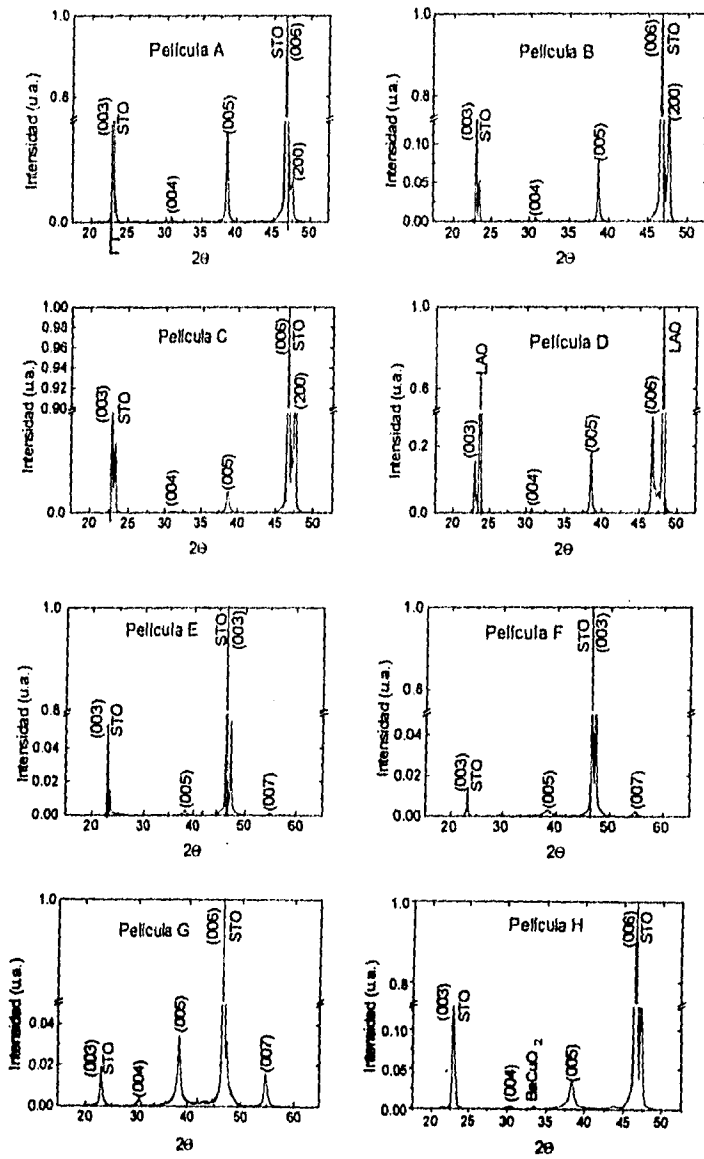 Película A
Intensidad (u.a.)
0.8
0.0
(003)
STO
(004)
(005)
STO
(006)
(200)
20 25 30 35 40 45 50
2θ
Película B
Intensidad (u.a.)
1.0
0.8
0.10
0.05
0.00
(003)
STO
(004)
(005)
(006)
STO
(200)
20 25 30 35 40 45 50
2θ
Película C
Intensidad (u.a.)
1.00
0.98
0.96
0.94
0.92
0.90
0.0
(003)
STO
(004)
(005)
(006)
STO
(200)
20 25 30 35 40 45 50
2θ
Película D
Intensidad (u.a.)
1.0
0.2
0.0
(003)
LAO
(004)
(005)
(006)
LAO
20 25 30 35 40 45 50
2θ
Película E
Intensidad (u.a.)
1.0
0.04
0.02
0.00
(003)
STO
(005)
STO
(003)
(007)
20 30 40 50 60
2θ
Película F
Intensidad (u.a.)
1.0
0.8
0.04
0.02
0.00
(003)
STO
(005)
STO
(003)
(007)
20 30 40 50 60
2θ
Película G
Intensidad (u.a.)
1.0
0.04
0.02
0.00
(003)
STO
(004)
(005)
(006)
STO
(007)
20 30 40 50 60
2θ
Película H
Intensidad (u.a.)
1.0
0.8
0.10
0.05
0.00
(003)
STO
(004)
BaCuO2
(005)
(006)
STO
20 25 30 35 40 45 50
2θ